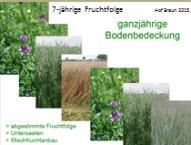 7-jährige Fruchtfolge
Hof Braun 2015
ganzjährige
Bodenbedeckung
> abgestimmte Fruchtfolge
> Untersaaten
> Mischfruchtanbau